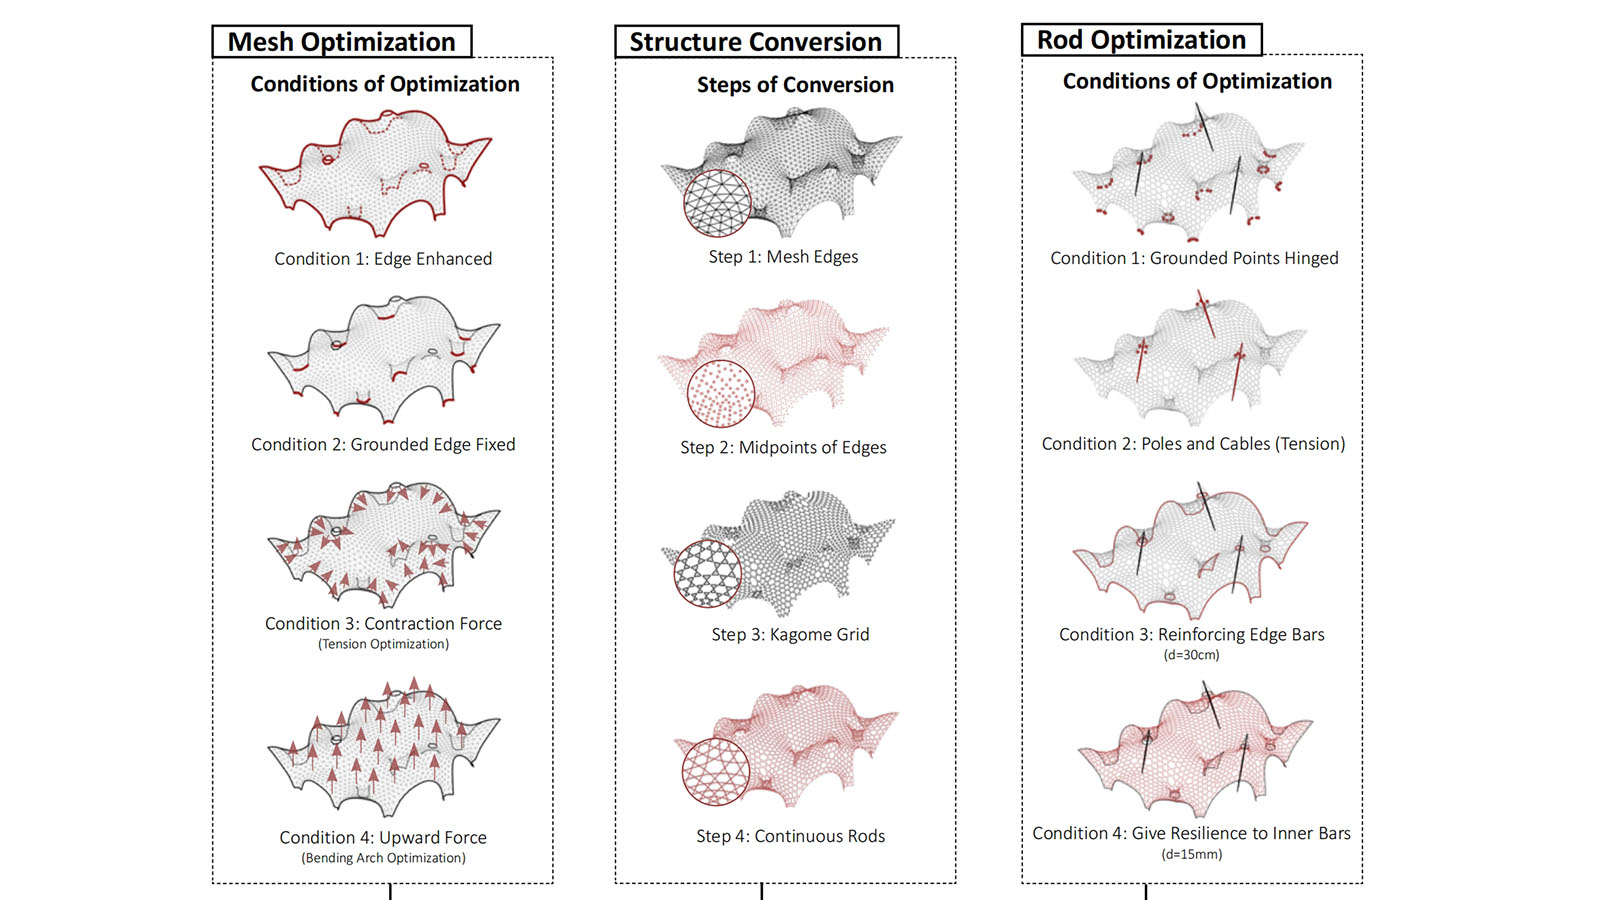 Mesh Optimization
Conditions of Optimization
Condition 1: Edge Enhanced
Condition 2: Grounded Edge Fixed
Condition 3: Contraction Force
(Tension Optimization)
Condition 4: Upward Force
(Bending Arch Optimization)
Structure Conversion
Steps of Conversion
Step 1: Mesh Edges
Step 2: Midpoints of Edges
Step 3: Kagome Grid
Step 4: Continuous Rods
Rod Optimization
Conditions of Optimization
Condition 1: Grounded Points Hinged
Condition 2: Poles and Cables (Tension)
Condition 3: Reinforcing Edge Bars
(d=30cm)
Condition 4: Give Resilience to Inner Bars
(d=15mm)